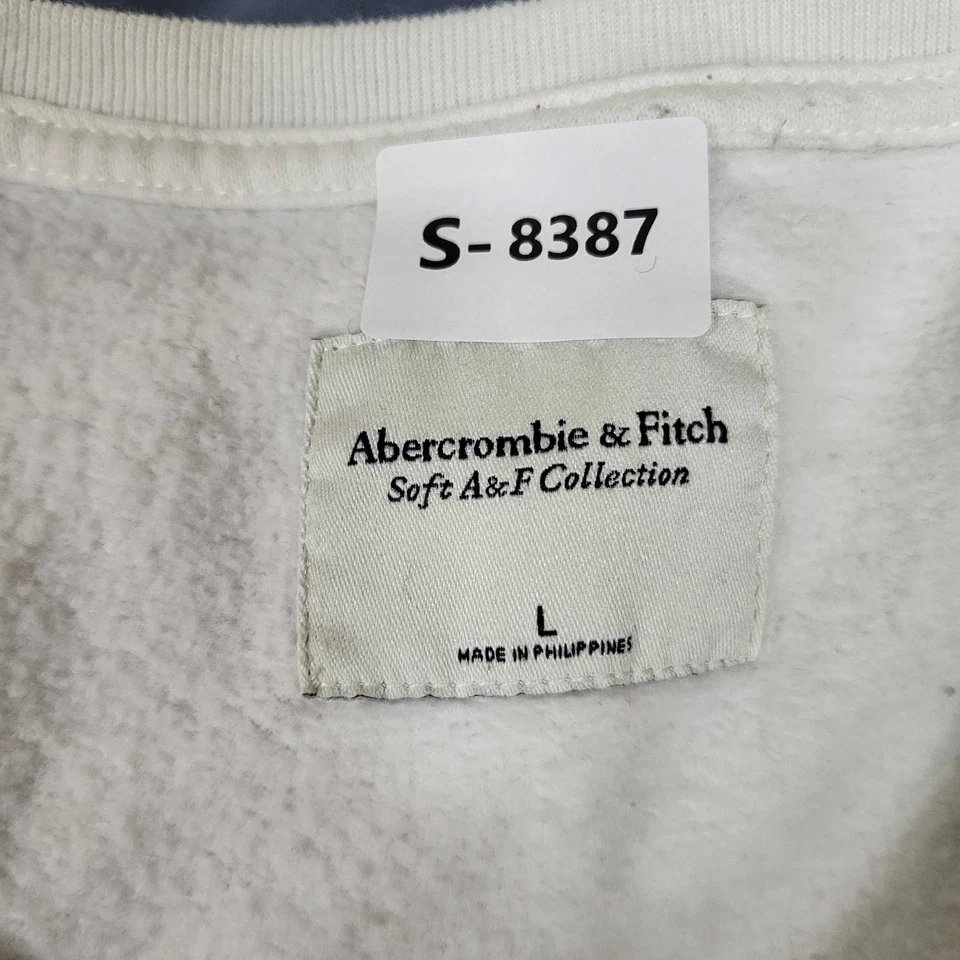 S- 8387
Abercrombie & Fitch
Soft A&F Collection
L
MADE IN PHILIPPINES